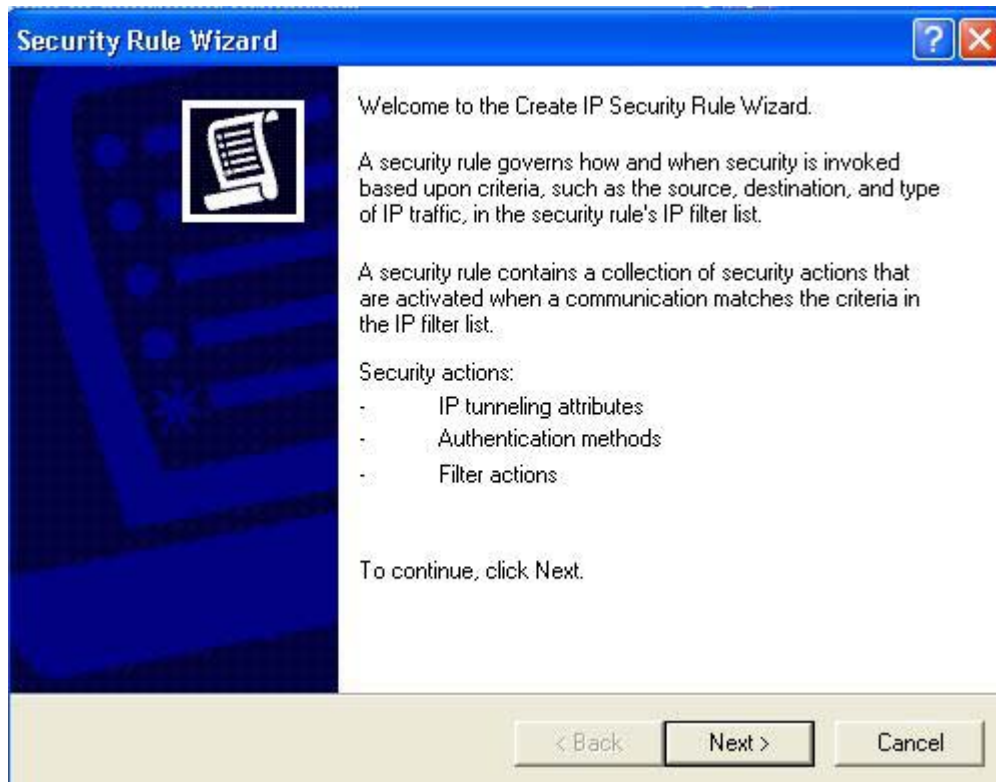 Security Rule Wizard
Welcome to the Create IP Security Rule Wizard.
A security rule governs how and when security is invoked
based upon criteria, such as the source, destination, and type
of IP traffic, in the security rule's IP filter list.
A security rule contains a collection of security actions that
are activated when a communication matches the criteria in
the IP filter list.
Security actions:
- IP tunneling attributes
- Authentication methods
- Filter actions
To continue, click Next.
< Back
Next >
Cancel